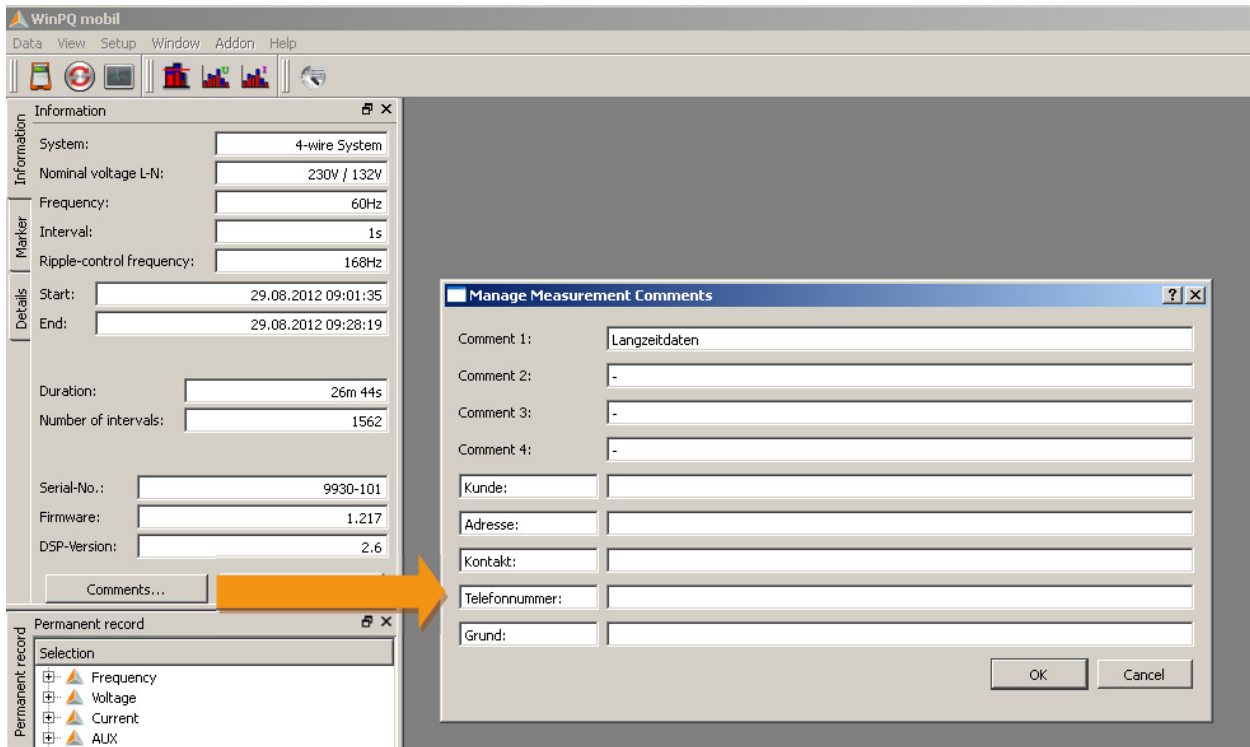 WinPQ mobil
Data View Setup Window Addon Help
Information
Information
System: 4-wire System
Nominal voltage L-N: 230V / 132V
Frequency: 60Hz
Interval: 1s
Ripple-control frequency: 168Hz
Start: 29.08.2012 09:01:35
End: 29.08.2012 09:28:19
Duration: 26m 44s
Number of intervals: 1562
Serial-No.: 9930-101
Firmware: 1.217
DSP-Version: 2.6
Comments...
Marker
Details
Permanent record
Permanent record
Selection
Frequency
Voltage
Current
AUX
Manage Measurement Comments
Comment 1: Langzeitdaten
Comment 2: -
Comment 3: -
Comment 4: -
Kunde:
Adresse:
Kontakt:
Telefonnummer:
Grund:
OK Cancel